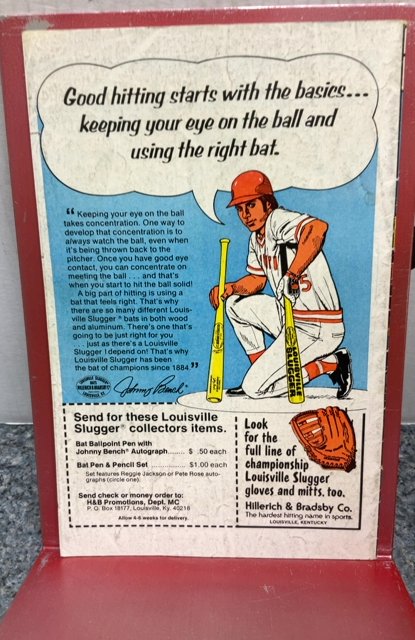 Good hitting starts with the basics...
keeping your eye on the ball and
using the right bat.
“ Keeping your eye on the ball
takes concentration. One way to
develop that concentration is to
always watch the ball, even when
it's being thrown back to the
pitcher. Once you have good eye
contact, you can concentrate on
meeting the ball . . . and that's
when you start to hit the ball solid!
A big part of hitting is using a
bat that feels right. That's why
there are so many different Louis-
ville Slugger® bats in both wood
and aluminum. There's one that's
going to be just right for you
. . . just as there's a Louisville
Slugger I depend on! That's why
Louisville Slugger has been
the bat of champions since 1884.”
Johnny Bench
5
LOUISVILLE
SLUGGER
Send for these Louisville
Slugger® collectors items.
Bat Ballpoint Pen with
Johnny Bench Autograph........ $ .50 each
Bat Pen & Pencil Set ............. $1.00 each
Set features Reggie Jackson or Pete Rose auto-
graphs (circle one).
Send check or money order to:
H&B Promotions, Dept. MC
P. O. Box 18177, Louisville, Ky. 40218
Allow 4-6 weeks for delivery.
Look
for the
full line of
championship
Louisville Slugger
gloves and mitts, too.
Hillerich & Bradsby Co.
The hardest hitting name in sports.
LOUISVILLE, KENTUCKY